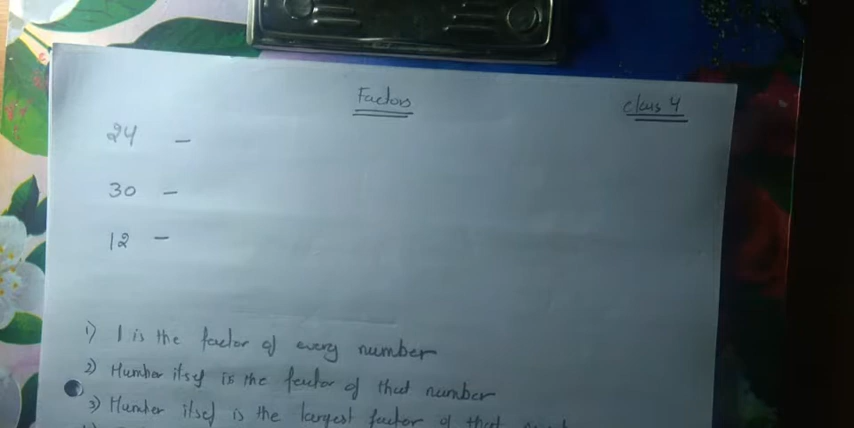 Factors
Class 4
24 -
30 -
12 -
1) 1 is the factor of every number
2) Number itself is the factor of that number
3) Number itself is the largest factor of that